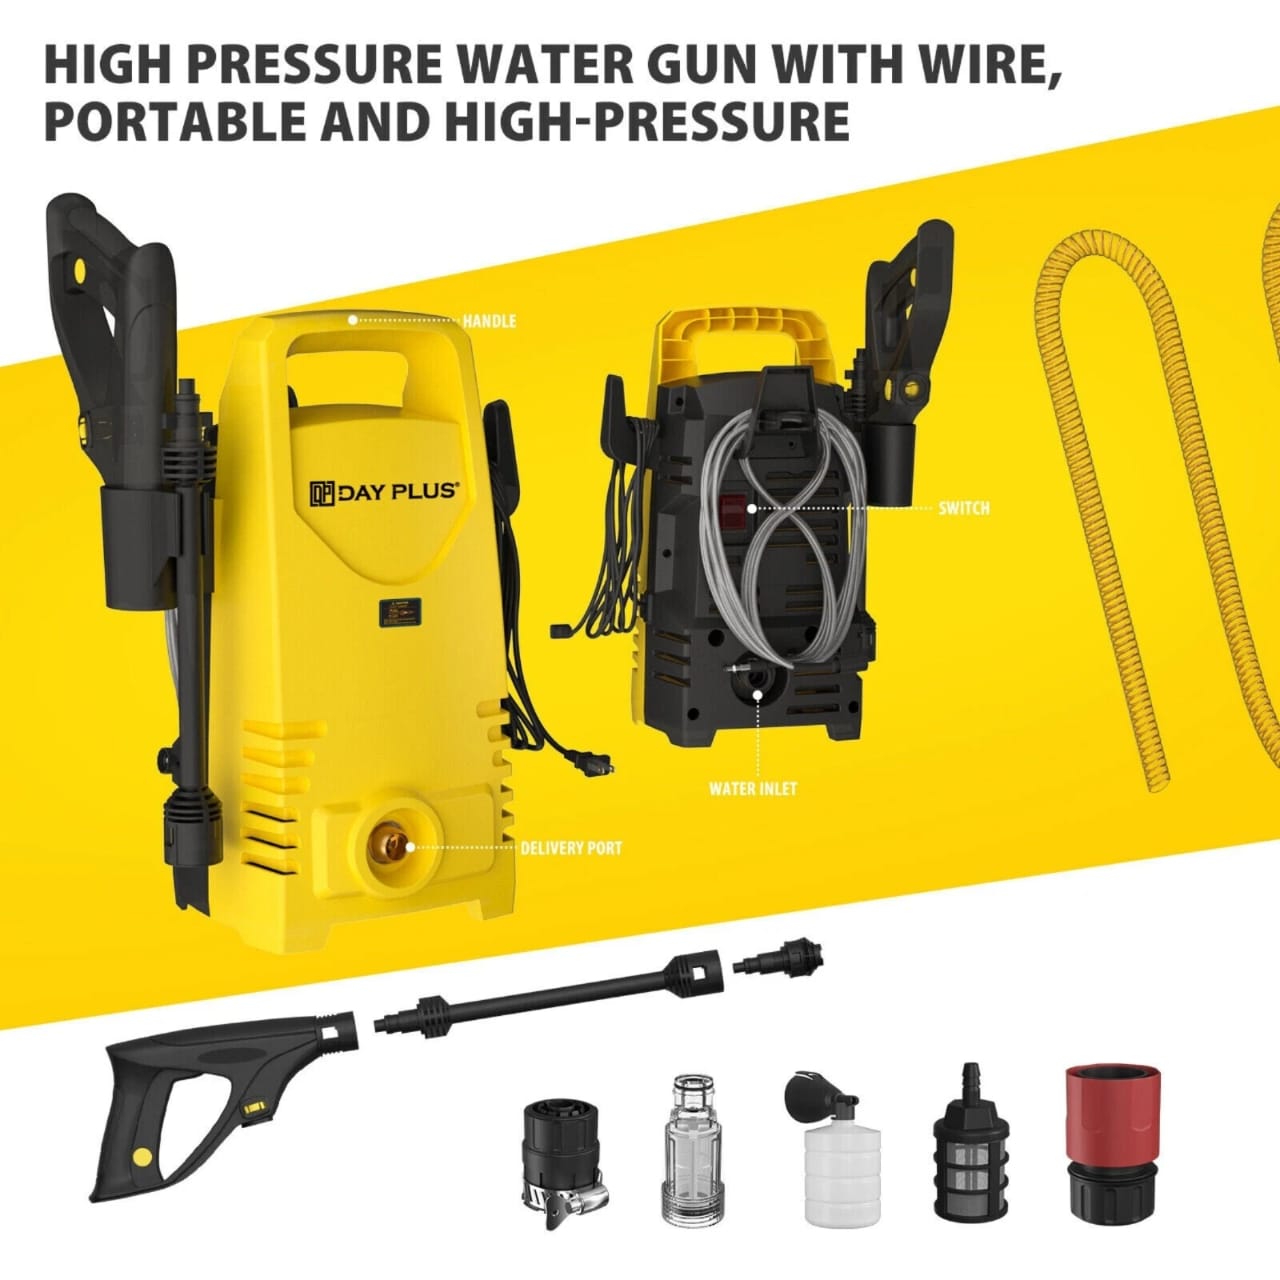 HIGH PRESSURE WATER GUN WITH WIRE,
PORTABLE AND HIGH-PRESSURE
HANDLE
DAY PLUS®
SWITCH
WATER INLET
DELIVERY PORT